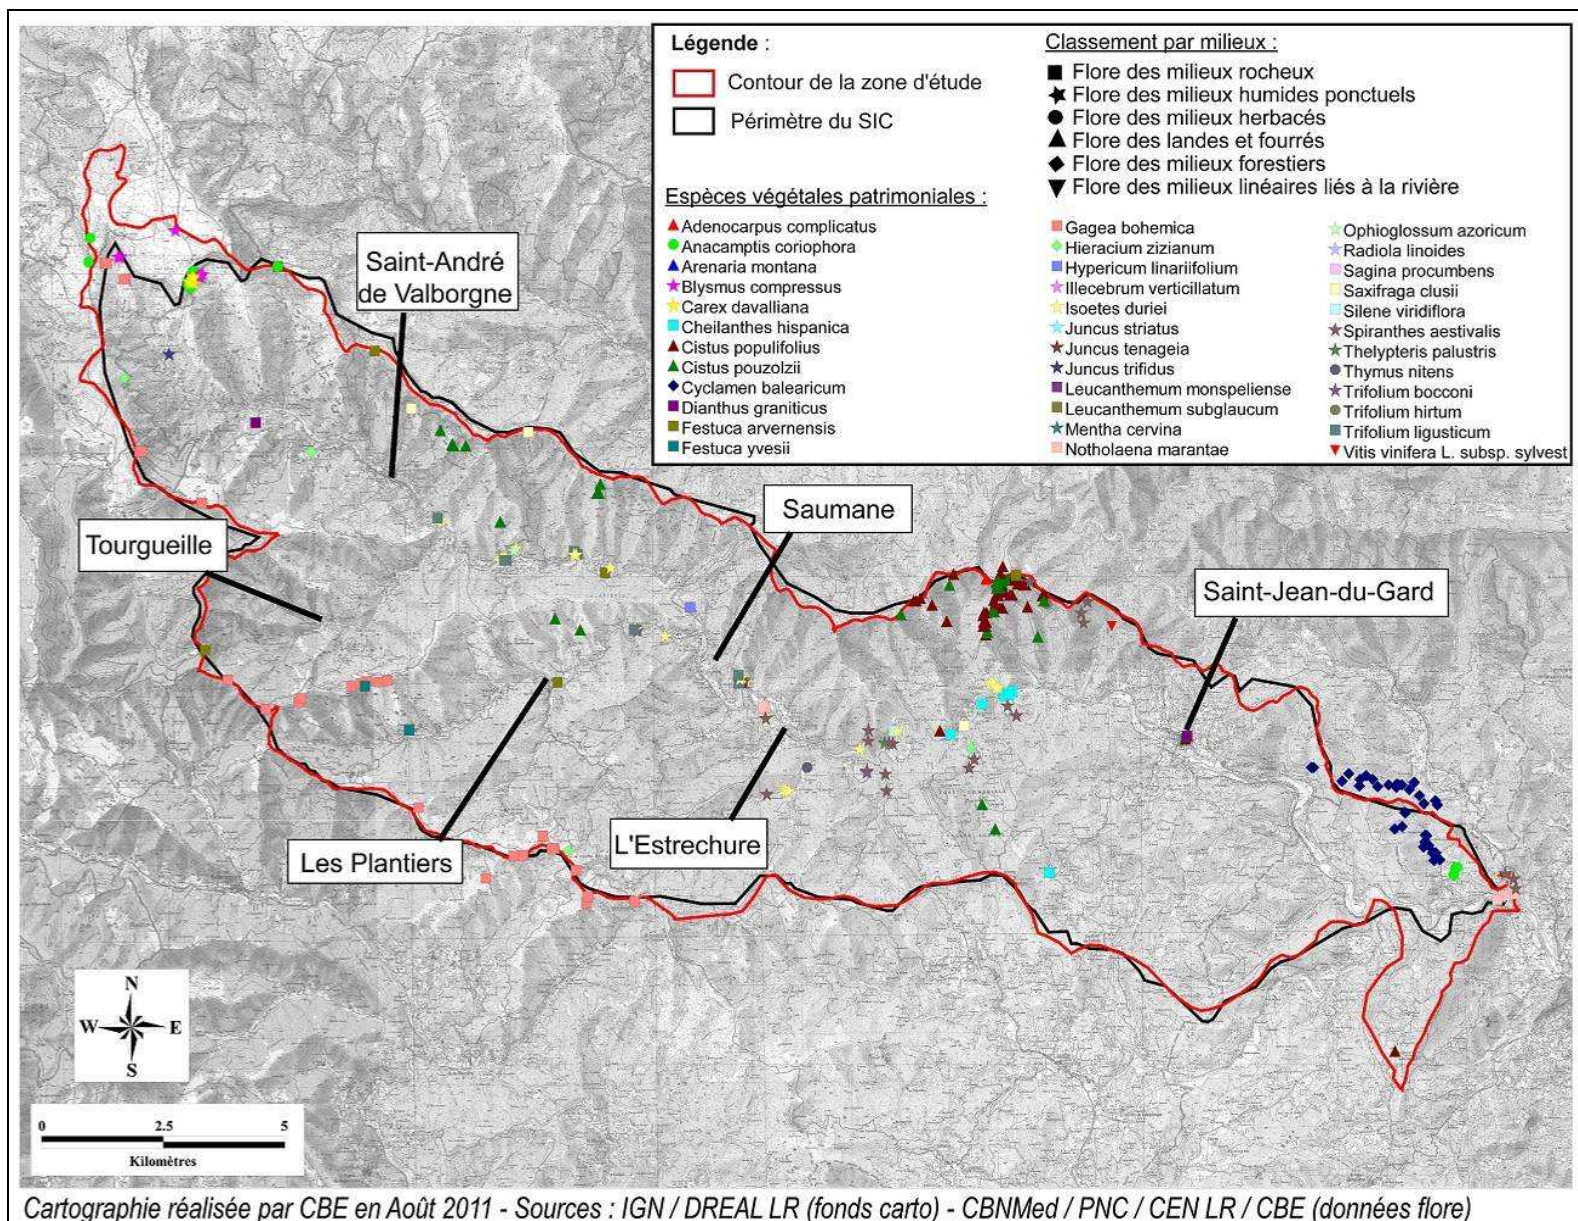 Légende :
Contour de la zone d'étude
Périmètre du SIC
Classement par milieux :
Flore des milieux rocheux
Flore des milieux humides ponctuels
Flore des milieux herbacés
Flore des landes et fourrés
Flore des milieux forestiers
Flore des milieux linéaires liés à la rivière
Espèces végétales patrimoniales :
Adenocarpus complicatus
Anacamptis coriophora
Arenaria montana
Blysmus compressus
Carex davalliana
Cheilanthes hispanica
Cistus populifolius
Cistus pouzolzii
Cyclamen balearicum
Dianthus graniticus
Festuca arvernensis
Festuca yvesii
Gagea bohemica
Hieracium zizianum
Hypericum linariifolium
Illecebrum verticillatum
Isoetes duriei
Juncus striatus
Juncus tenageia
Juncus trifidus
Leucanthemum monspeliense
Leucanthemum subglaucum
Mentha cervina
Notholaena marantae
Ophioglossum azoricum
Radiola linoides
Sagina procumbens
Saxifraga clusii
Silene viridiflora
Spiranthes aestivalis
Thelypteris palustris
Thymus nitens
Trifolium bocconi
Trifolium hirtum
Trifolium ligusticum
Vitis vinifera L. subsp. sylvest
Saint-André
de Valborgne
Saumane
Tourgueille
Saint-Jean-du-Gard
Les Plantiers
L'Estrechure
N
W
E
S
0
2.5
5
Kilomètres
Cartographie réalisée par CBE en Août 2011 - Sources : IGN / DREAL LR (fonds carto) - CBNMed / PNC / CEN LR / CBE (données flore)